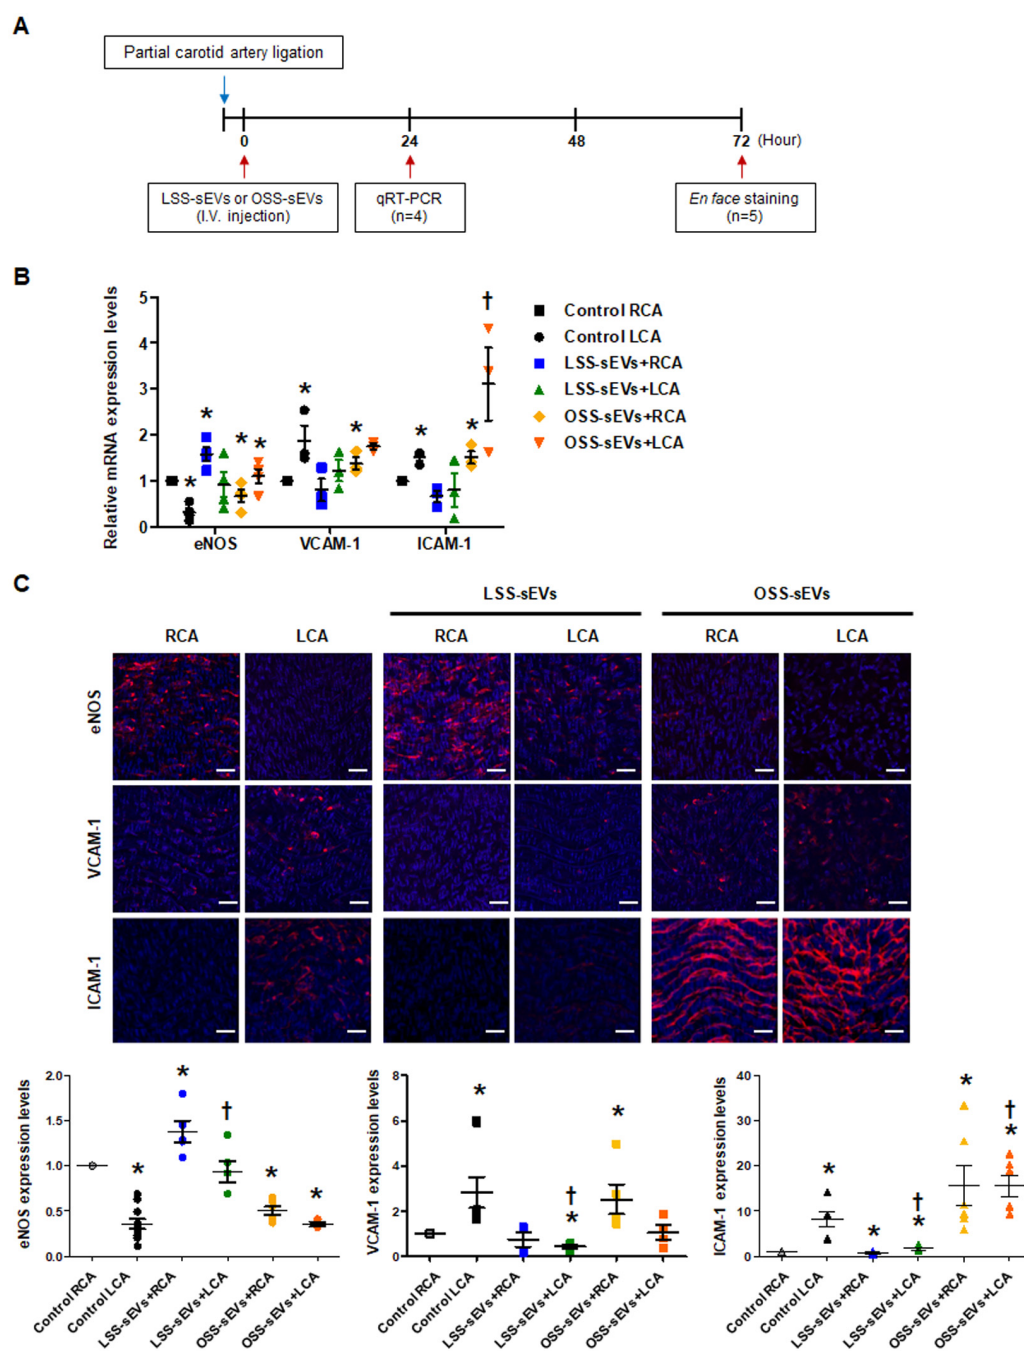 A
Partial carotid artery ligation
0
24
48
72 (Hour)
LSS-sEVs or OSS-sEVs
(I.V. injection)
qRT-PCR
(n=4)
En face staining
(n=5)
B
Relative mRNA expression levels
5
4
3
2
1
0
* * * * * * * *
†
eNOS
VCAM-1
ICAM-1
Control RCA
Control LCA
LSS-sEVs+RCA
LSS-sEVs+LCA
OSS-sEVs+RCA
OSS-sEVs+LCA
C
LSS-sEVs
OSS-sEVs
RCA
LCA
RCA
LCA
RCA
LCA
eNOS
VCAM-1
ICAM-1
eNOS expression levels
2.0
1.5
1.0
0.5
0.0
*
*
†
*
*
Control RCA
Control LCA
LSS-sEVs+RCA
LSS-sEVs+LCA
OSS-sEVs+RCA
OSS-sEVs+LCA
VCAM-1 expression levels
8
6
4
2
0
*
†
*
*
Control RCA
Control LCA
LSS-sEVs+RCA
LSS-sEVs+LCA
OSS-sEVs+RCA
OSS-sEVs+LCA
ICAM-1 expression levels
40
30
20
10
0
*
*
†
*
*
†
*
Control RCA
Control LCA
LSS-sEVs+RCA
LSS-sEVs+LCA
OSS-sEVs+RCA
OSS-sEVs+LCA